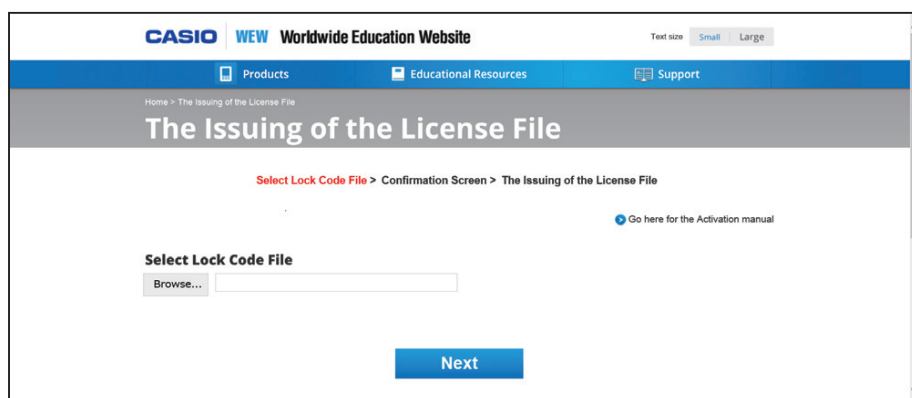 CASIO WEW Worldwide Education Website Text size Small Large
Products Educational Resources Support
Home > The Issuing of the License File
The Issuing of the License File
Select Lock Code File > Confirmation Screen > The Issuing of the License File
Go here for the Activation manual
Select Lock Code File
Browse...
Next